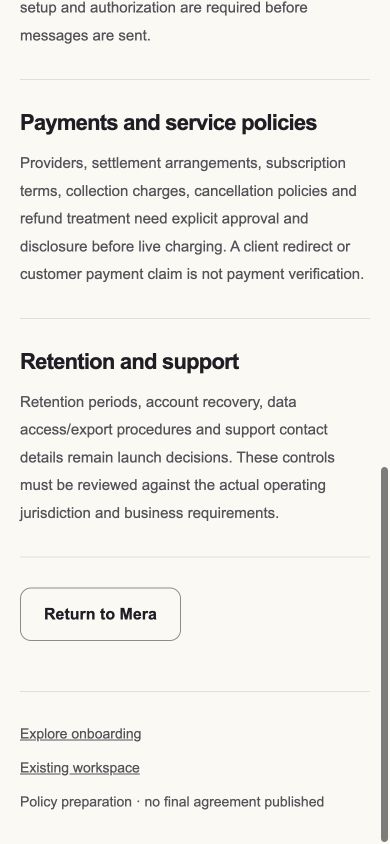 setup and authorization are required before
messages are sent.
Payments and service policies
Providers, settlement arrangements, subscription
terms, collection charges, cancellation policies and
refund treatment need explicit approval and
disclosure before live charging. A client redirect or
customer payment claim is not payment verification.
Retention and support
Retention periods, account recovery, data
access/export procedures and support contact
details remain launch decisions. These controls
must be reviewed against the actual operating
jurisdiction and business requirements.
Return to Mera
Explore onboarding
Existing workspace
Policy preparation · no final agreement published